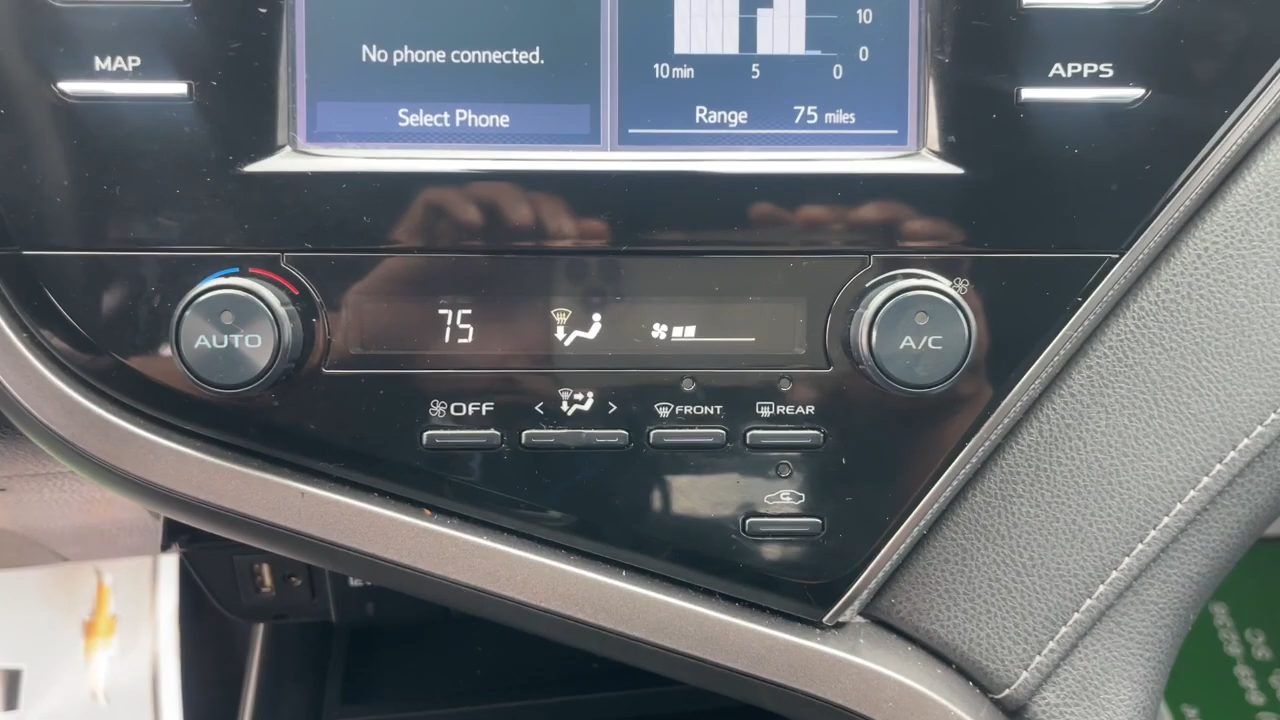 MAP
No phone connected.
Select Phone
10
0
10 min 5 0
Range 75 miles
APPS
AUTO
75
A/C
OFF
< >
FRONT
REAR